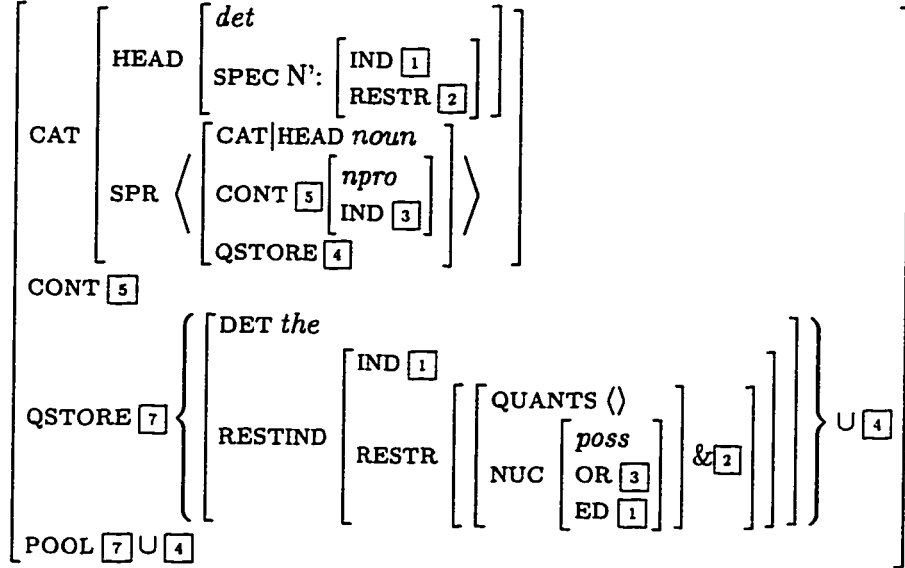 det
HEAD
SPEC N': IND 1
RESTR 2
CAT
CAT|HEAD noun
SPR ⟨ CONT 5 npro
IND 3 ⟩
QSTORE 4
CONT 5
DET the
IND 1
QSTORE 7 { RESTIND
QUANTS ⟨⟩
RESTR
NUC poss
OR 3
ED 1
& 2 } ∪ 4
POOL 7 ∪ 4